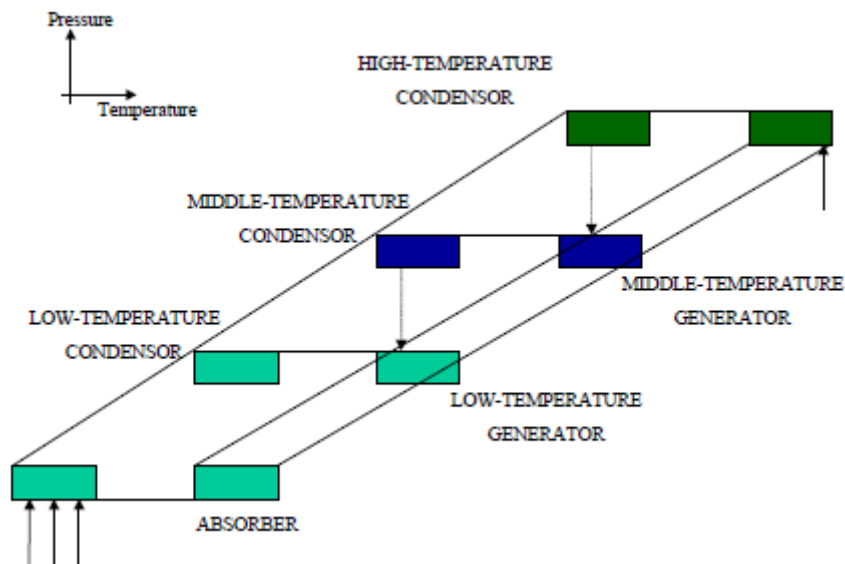 Pressure
Temperature
HIGH-TEMPERATURE
CONDENSOR
MIDDLE-TEMPERATURE
CONDENSOR
MIDDLE-TEMPERATURE
GENERATOR
LOW-TEMPERATURE
CONDENSOR
LOW-TEMPERATURE
GENERATOR
ABSORBER